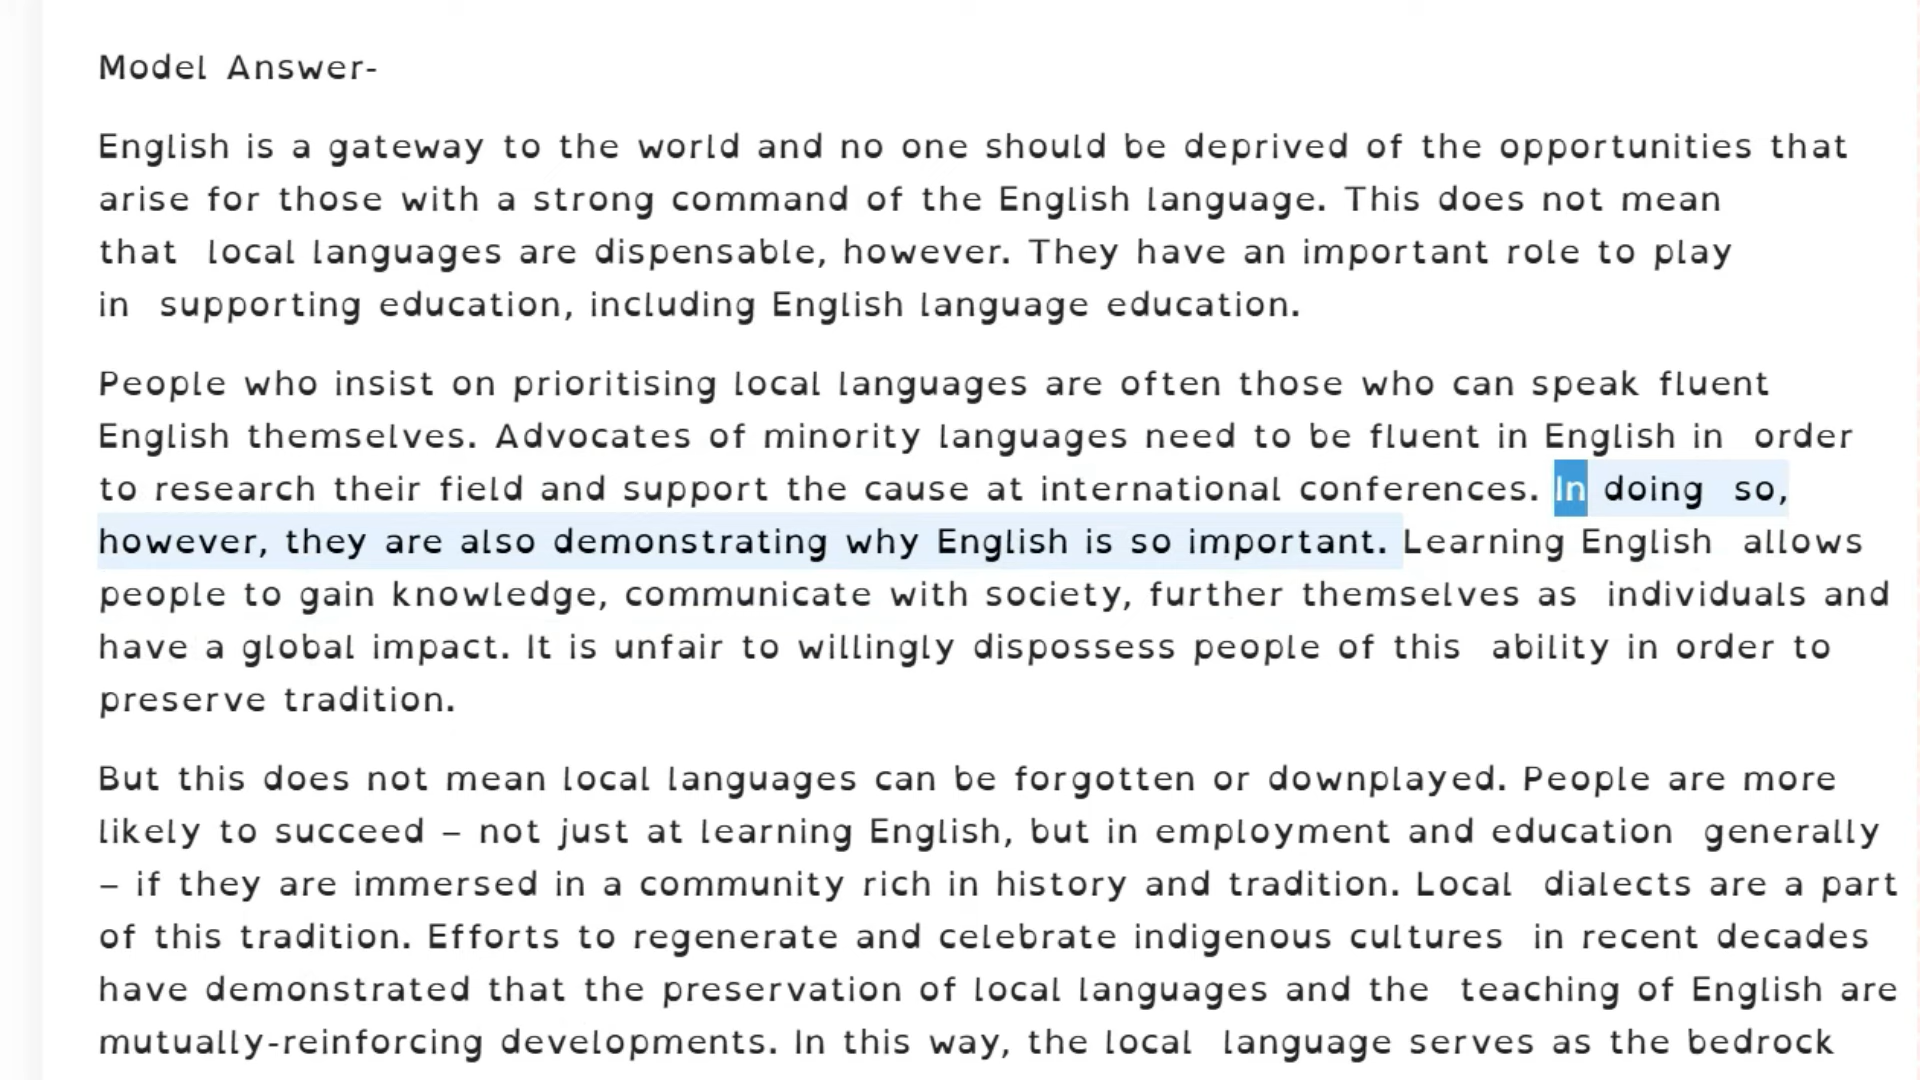 Model Answer-
English is a gateway to the world and no one should be deprived of the opportunities that
arise for those with a strong command of the English language. This does not mean
that local languages are dispensable, however. They have an important role to play
in supporting education, including English language education.
People who insist on prioritising local languages are often those who can speak fluent
English themselves. Advocates of minority languages need to be fluent in English in order
to research their field and support the cause at international conferences. In doing so,
however, they are also demonstrating why English is so important. Learning English allows
people to gain knowledge, communicate with society, further themselves as individuals and
have a global impact. It is unfair to willingly dispossess people of this ability in order to
preserve tradition.
But this does not mean local languages can be forgotten or downplayed. People are more
likely to succeed – not just at learning English, but in employment and education generally
– if they are immersed in a community rich in history and tradition. Local dialects are a part
of this tradition. Efforts to regenerate and celebrate indigenous cultures in recent decades
have demonstrated that the preservation of local languages and the teaching of English are
mutually-reinforcing developments. In this way, the local language serves as the bedrock